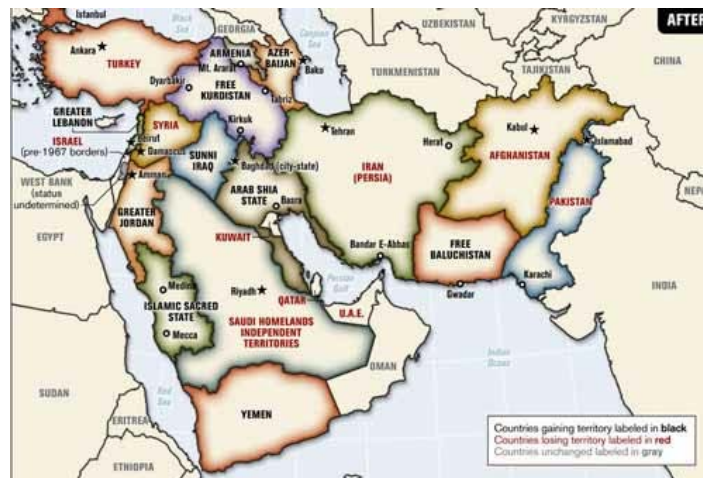 AFTER
Istanbul
Black
Sea
GEORGIA
Caspian
Sea
UZBEKISTAN
KYRGYZSTAN
Ankara
TURKEY
ARMENIA
Mt. Ararat
AZER-
BAIJAN
Baku
TURKMENISTAN
TAJIKISTAN
CHINA
Dyarbakir
FREE
KURDISTAN
Tabriz
GREATER
LEBANON
SYRIA
Kirkuk
Tehran
Herat
Kabul
Islamabad
ISRAEL
(pre-1967 borders)
Beirut
Damascus
SUNNI
IRAQ
Baghdad (city-state)
IRAN
(PERSIA)
AFGHANISTAN
WEST BANK
(status
undetermined)
Amman
ARAB SHIA
STATE
Basra
PAKISTAN
NEP
EGYPT
GREATER
JORDAN
KUWAIT
Bandar E-Abbas
FREE
BALUCHISTAN
Karachi
INDIA
Medina
ISLAMIC SACRED
STATE
Riyadh
Persian
Gulf
QATAR
U.A.E.
Gwadar
Mecca
SAUDI HOMELANDS
INDEPENDENT
TERRITORIES
OMAN
Indian
Ocean
SUDAN
Red
Sea
YEMEN
ERITREA
ETHIOPIA
Countries gaining territory labeled in black
Countries losing territory labeled in red
Countries unchanged labeled in gray